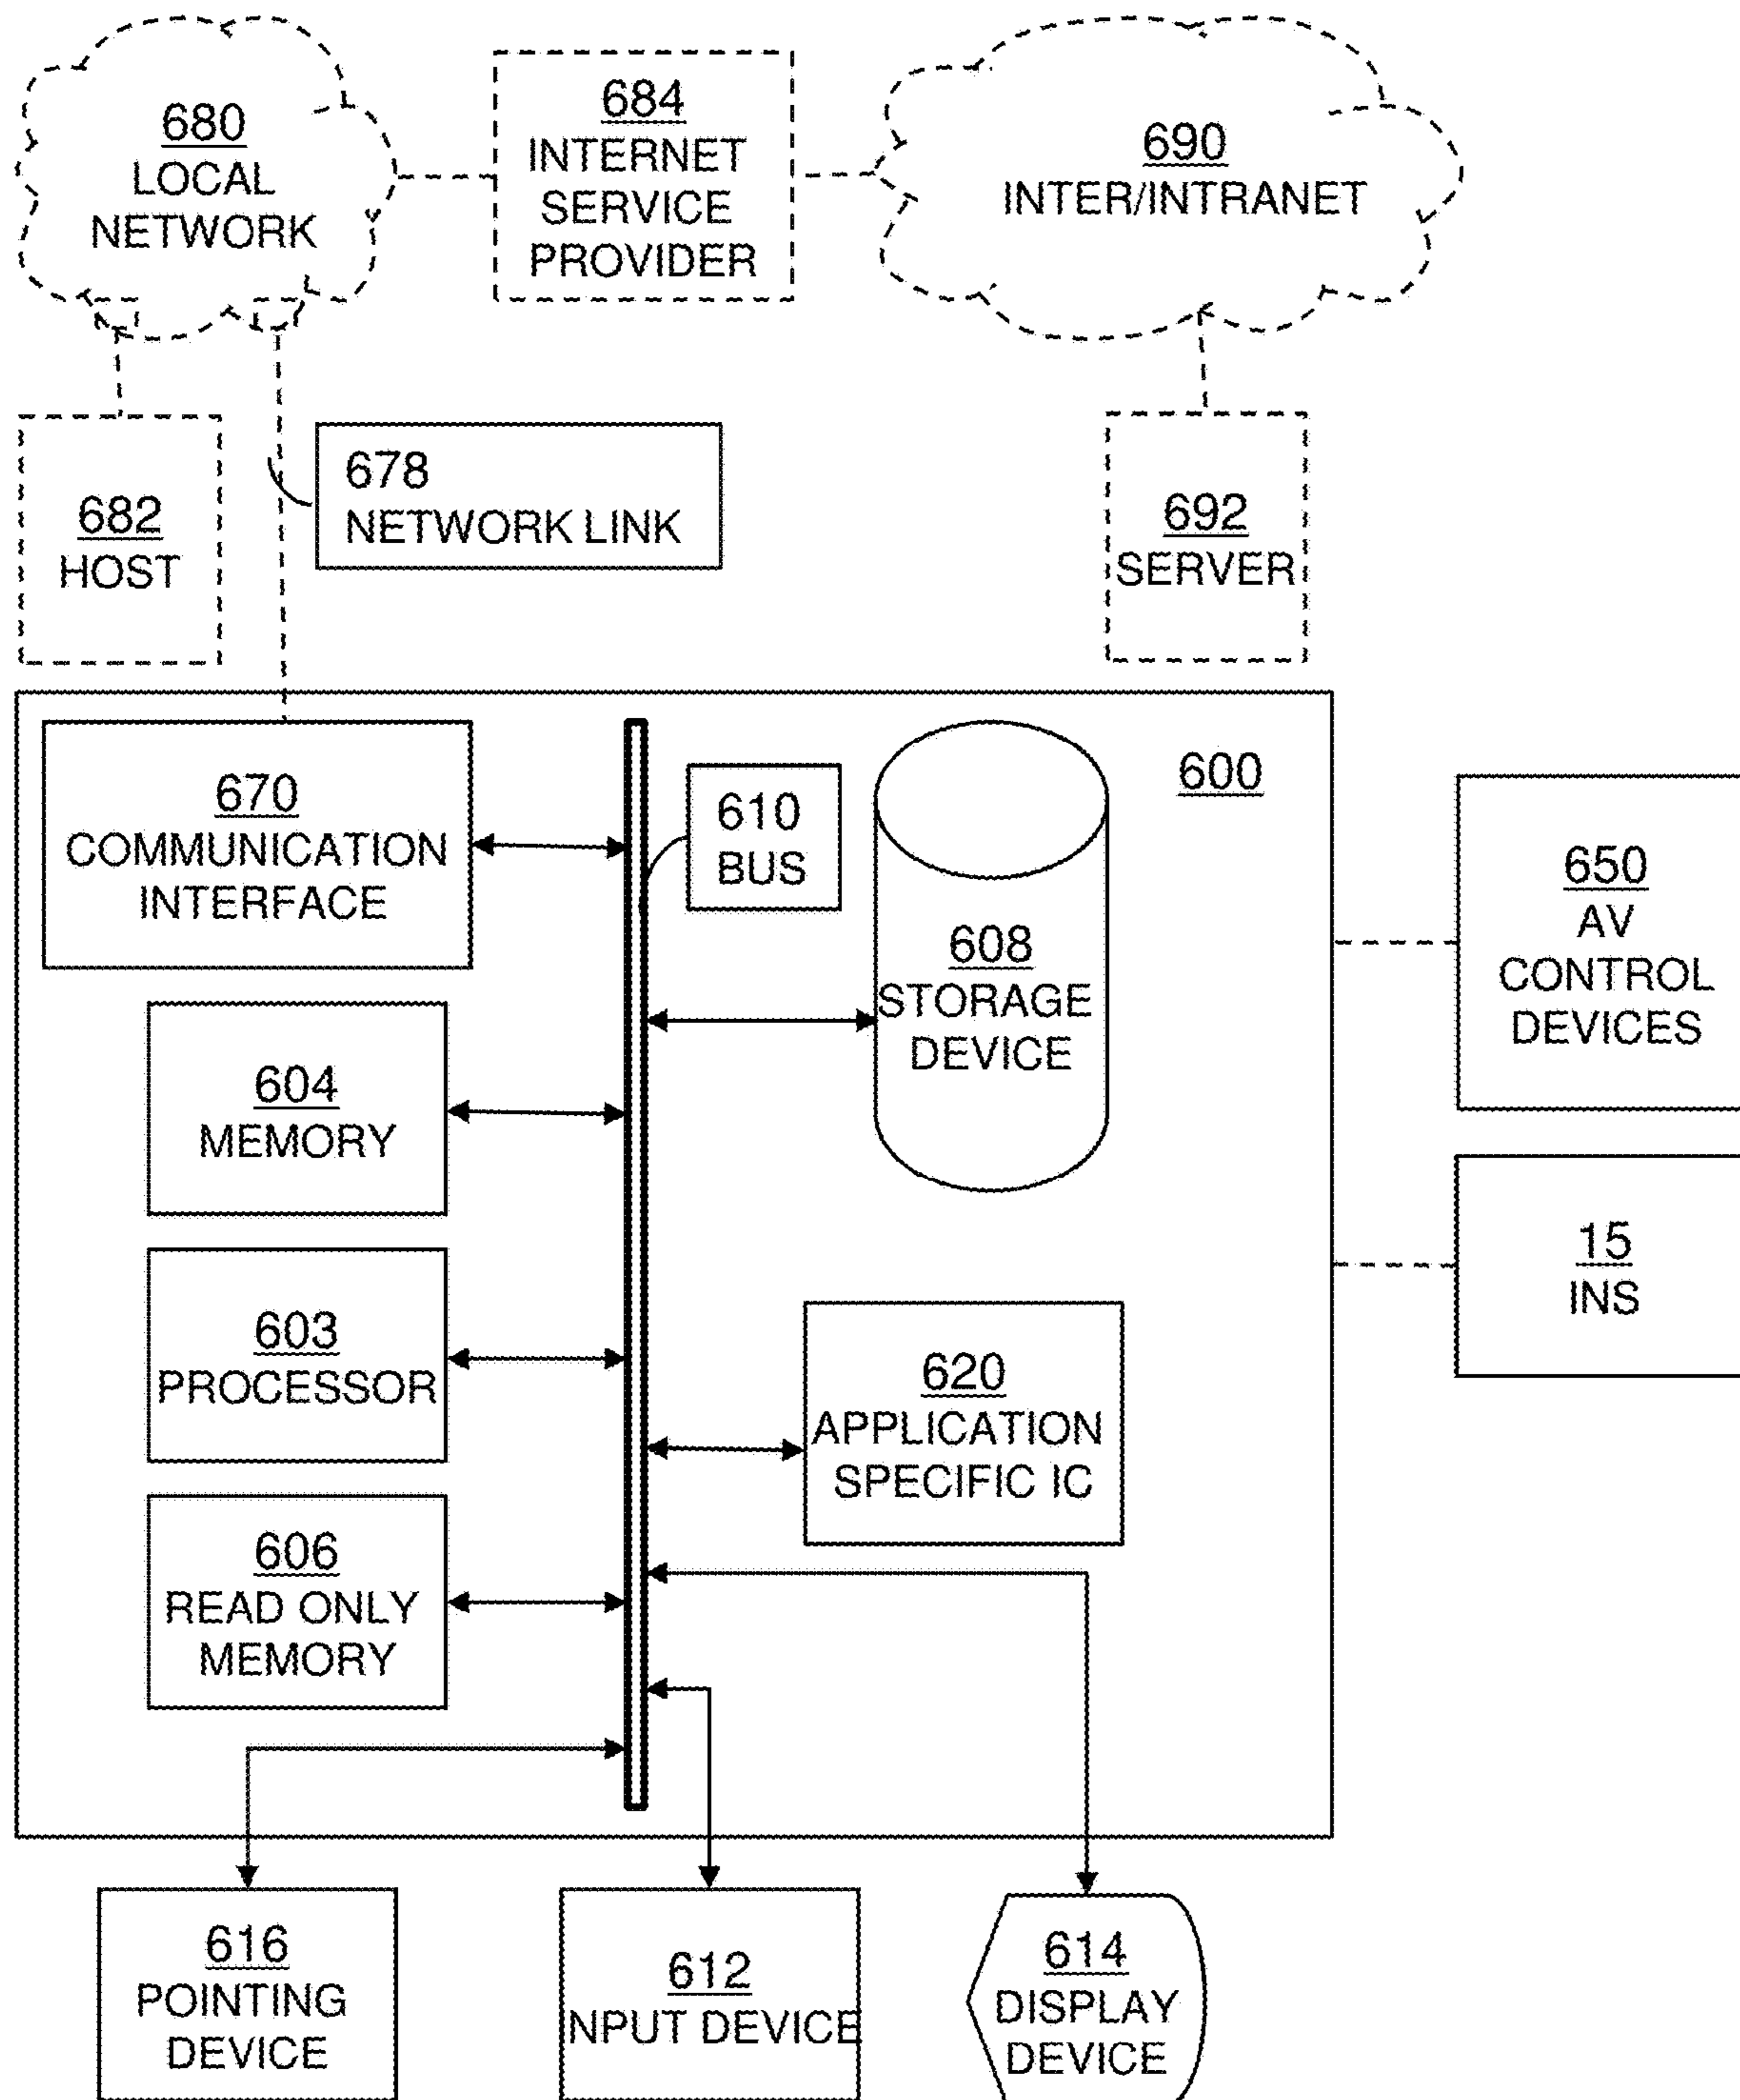 680
LOCAL
NETWORK
684
INTERNET
SERVICE
PROVIDER
690
INTER/INTRANET
682
HOST
678
NETWORK LINK
692
SERVER
600
670
COMMUNICATION
INTERFACE
610
BUS
608
STORAGE
DEVICE
650
AV
CONTROL
DEVICES
604
MEMORY
15
INS
603
PROCESSOR
620
APPLICATION
SPECIFIC IC
606
READ ONLY
MEMORY
616
POINTING
DEVICE
612
NPUT DEVICE
614
DISPLAY
DEVICE